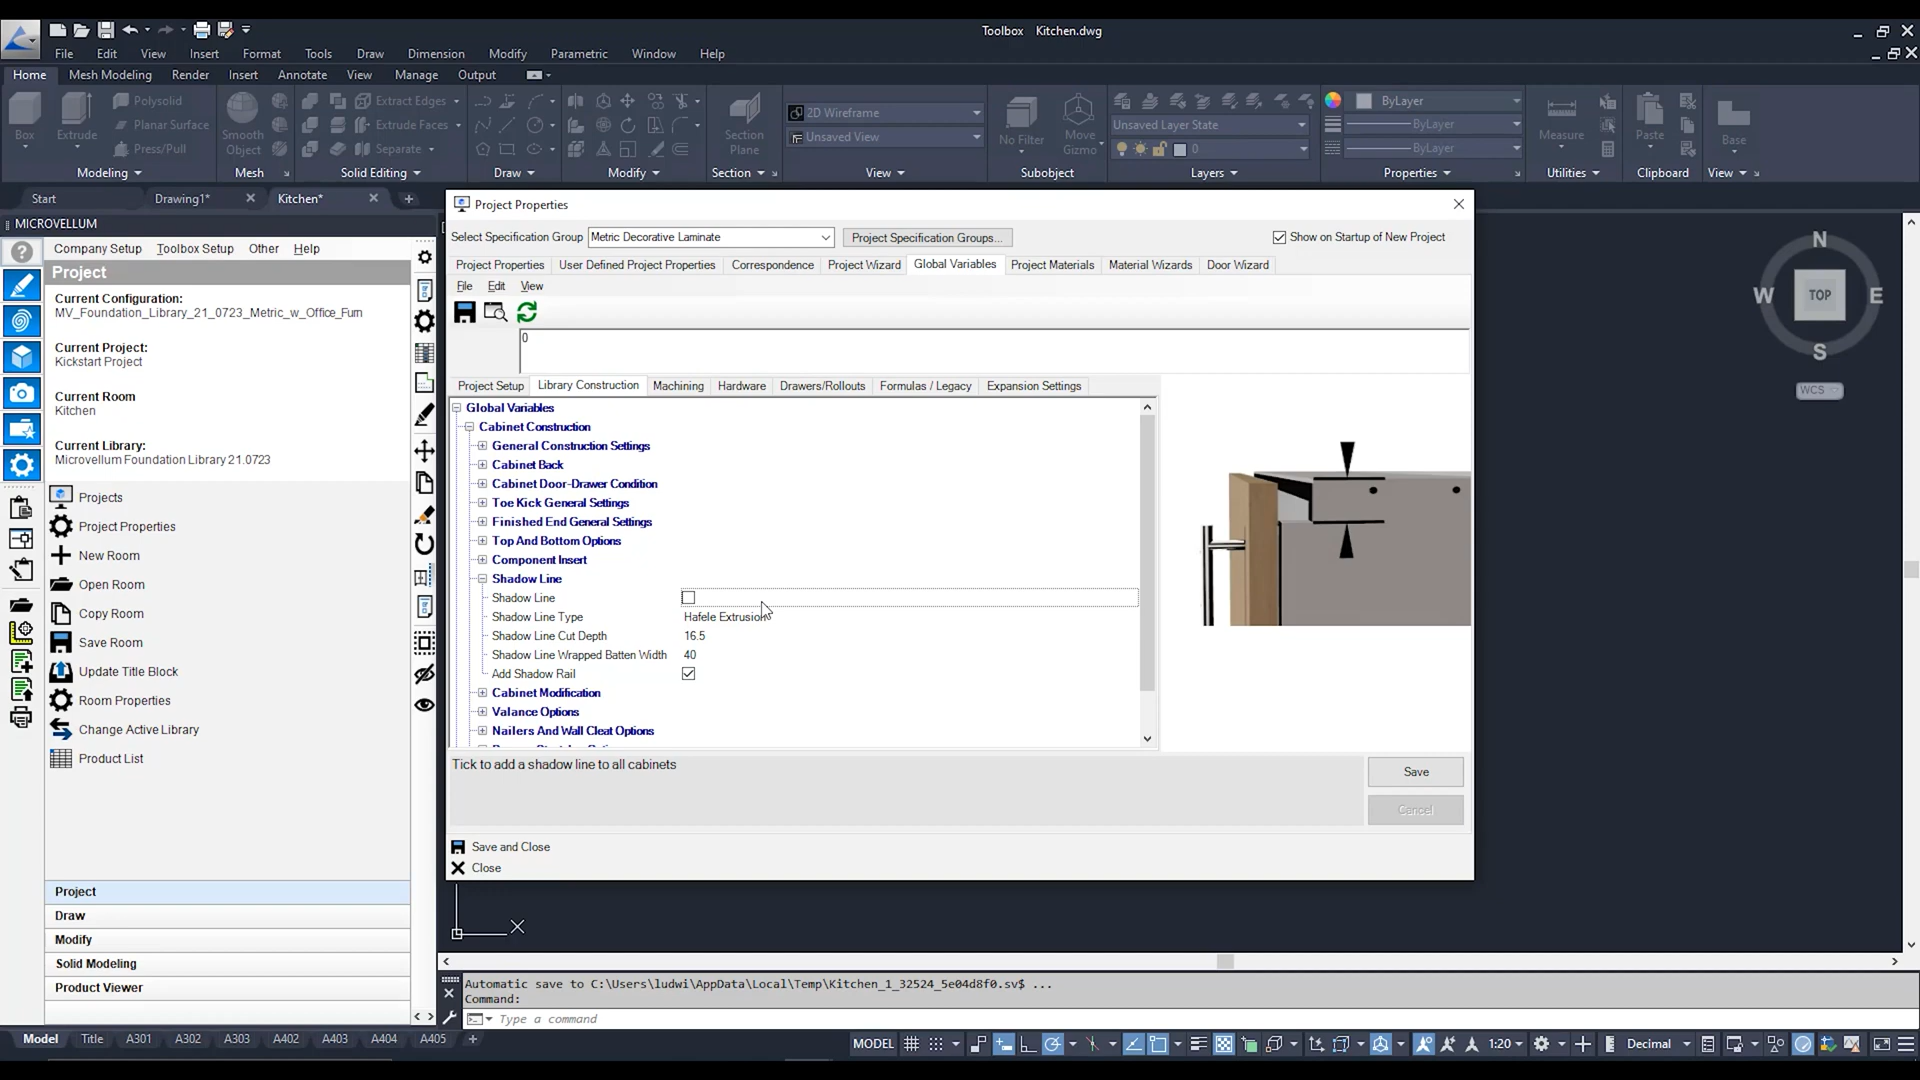 Toolbox Kitchen.dwg
File Edit View Insert Format Tools Draw Dimension Modify Parametric Window Help
Home Mesh Modeling Render Insert Annotate View Manage Output
Box
Extrude
Polysolid
Planar Surface
Press/Pull
Smooth Object
Extract Edges
Extrude Faces
Separate
Section Plane
2D Wireframe
Unsaved View
No Filter
Move Gizmo
Unsaved Layer State
0
ByLayer
ByLayer
ByLayer
Measure
Paste
Base
Modeling Mesh Solid Editing Draw Modify Section View Subobject Layers Properties Utilities Clipboard View
Start Drawing1* Kitchen*
MICROVELLUM
Company Setup Toolbox Setup Other Help
Project
Current Configuration:
MV_Foundation_Library_21_0723_Metric_w_Office_Furn
Current Project:
Kickstart Project
Current Room
Kitchen
Current Library:
Microvellum Foundation Library 21.0723
Projects
Project Properties
New Room
Open Room
Copy Room
Save Room
Update Title Block
Room Properties
Change Active Library
Product List
Project
Draw
Modify
Solid Modeling
Product Viewer
Project Properties
Select Specification Group Metric Decorative Laminate Project Specification Groups... Show on Startup of New Project
Project Properties User Defined Project Properties Correspondence Project Wizard Global Variables Project Materials Material Wizards Door Wizard
File Edit View
0
Project Setup Library Construction Machining Hardware Drawers/Rollouts Formulas / Legacy Expansion Settings
Global Variables
Cabinet Construction
General Construction Settings
Cabinet Back
Cabinet Door-Drawer Condition
Toe Kick General Settings
Finished End General Settings
Top And Bottom Options
Component Insert
Shadow Line
Shadow Line
Shadow Line Type Hafele Extrusion
Shadow Line Cut Depth 16.5
Shadow Line Wrapped Batten Width 40
Add Shadow Rail
Cabinet Modification
Valance Options
Nailers And Wall Cleat Options
Tick to add a shadow line to all cabinets
Save
Cancel
Save and Close
Close
N
W TOP E
S
WCS
X
Automatic save to C:\Users\ludwi\AppData\Local\Temp\Kitchen_1_32524_5e04d8f0.sv$ ...
Command:
Type a command
Model Title A301 A302 A303 A402 A403 A404 A405
MODEL 1:20 Decimal